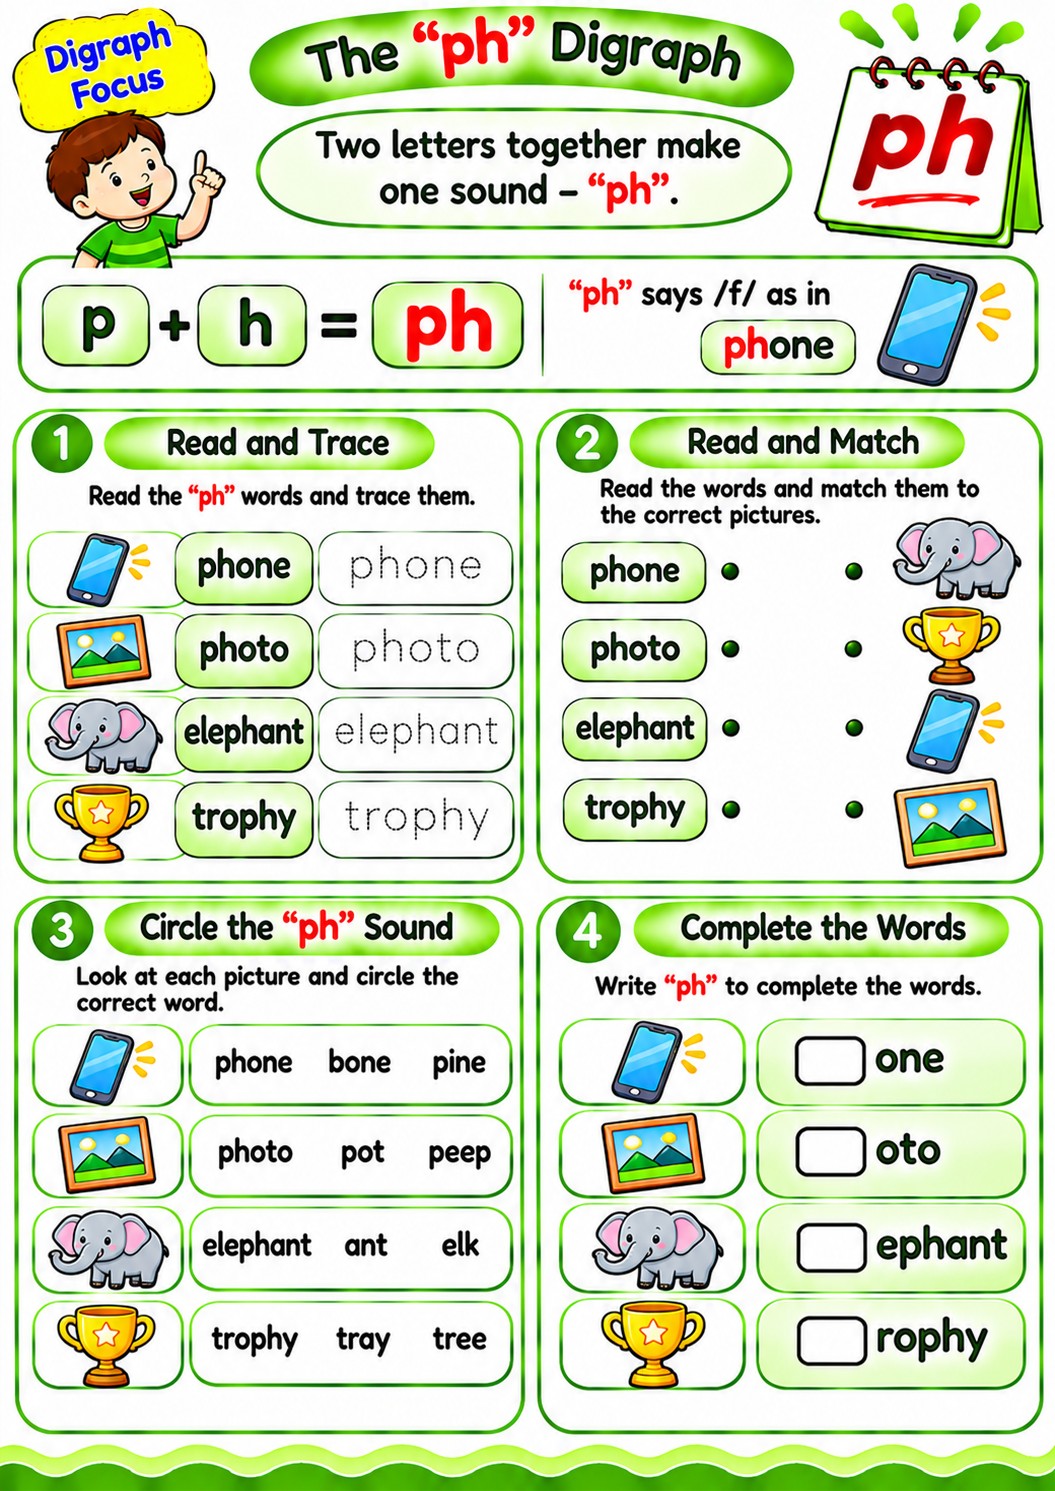 Digraph
Focus
The “ph” Digraph
Two letters together make
one sound – “ph”.
ph
p + h = ph
“ph” says /f/ as in
phone
1 Read and Trace
Read the “ph” words and trace them.
phone phone
photo photo
elephant elephant
trophy trophy
2 Read and Match
Read the words and match them to
the correct pictures.
phone
photo
elephant
trophy
3 Circle the “ph” Sound
Look at each picture and circle the
correct word.
phone bone pine
photo pot peep
elephant ant elk
trophy tray tree
4 Complete the Words
Write “ph” to complete the words.
one
oto
ephant
rophy